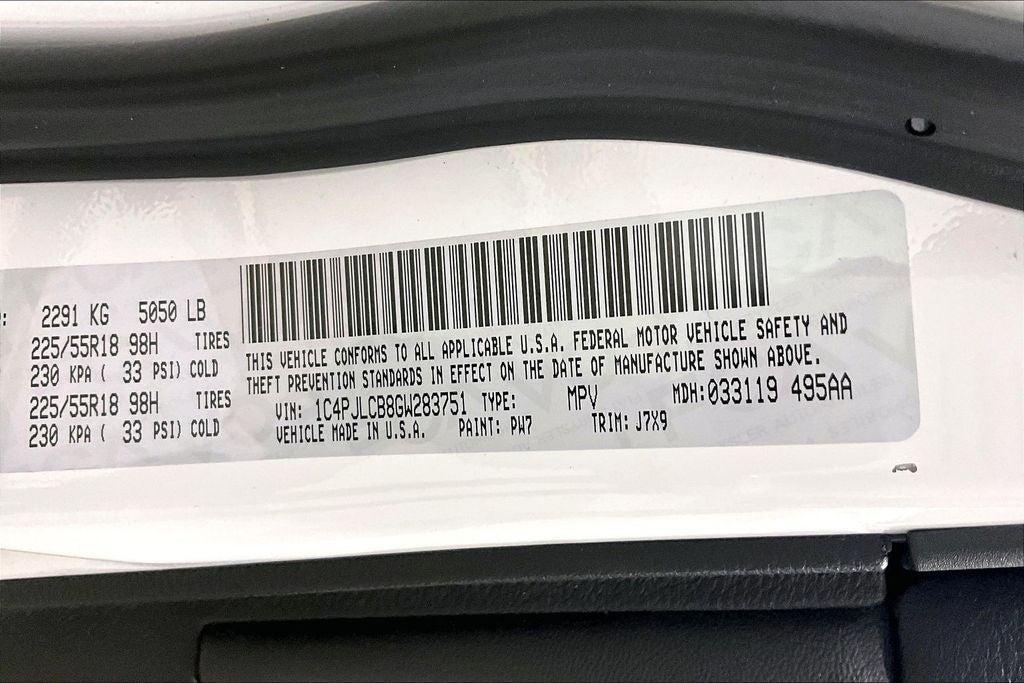 : 2291 KG 5050 LB
225/55R18 98H TIRES
230 KPA ( 33 PSI) COLD
225/55R18 98H TIRES
230 KPA ( 33 PSI) COLD
THIS VEHICLE CONFORMS TO ALL APPLICABLE U.S.A. FEDERAL MOTOR VEHICLE SAFETY AND
THEFT PREVENTION STANDARDS IN EFFECT ON THE DATE OF MANUFACTURE SHOWN ABOVE.
VIN: 1C4PJLCB8GW283751 TYPE: MPV MDH:033119 495AA
VEHICLE MADE IN U.S.A. PAINT: PW7 TRIM: J7X9